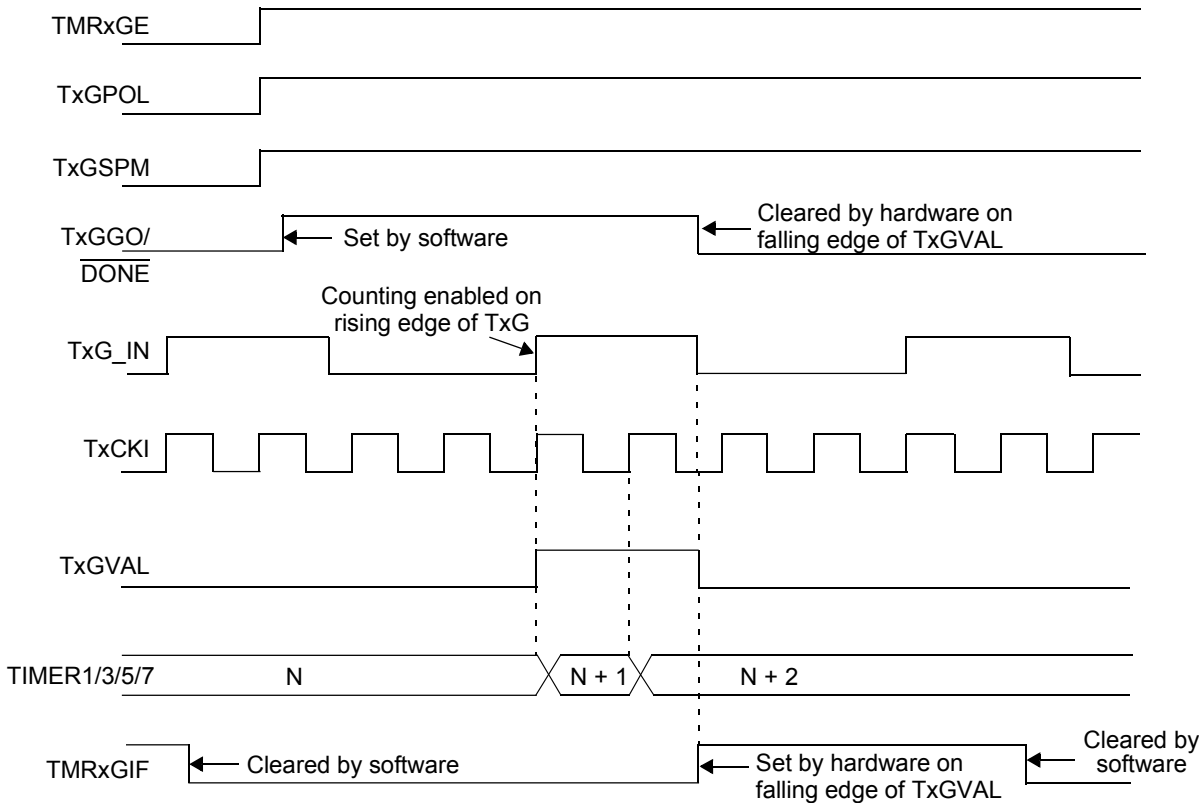 TMRxGE
TxGPOL
TxGSPM
TxGGO/
DONE
Set by software
Cleared by hardware on
falling edge of TxGVAL
Counting enabled on
rising edge of TxG
TxG_IN
TxCKI
TxGVAL
TIMER1/3/5/7
N
N + 1
N + 2
TMRxGIF
Cleared by software
Set by hardware on
falling edge of TxGVAL
Cleared by
software